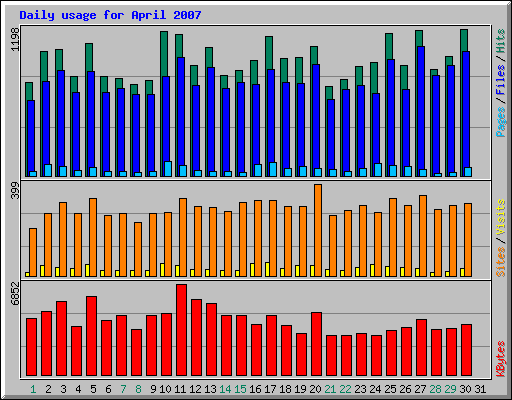 Daily usage for April 2007
1198
Pages / Files / Hits
399
Sites / Visits
6852
KBytes
1 2 3 4 5 6 7 8 9 10 11 12 13 14 15 16 17 18 19 20 21 22 23 24 25 26 27 28 29 30 31